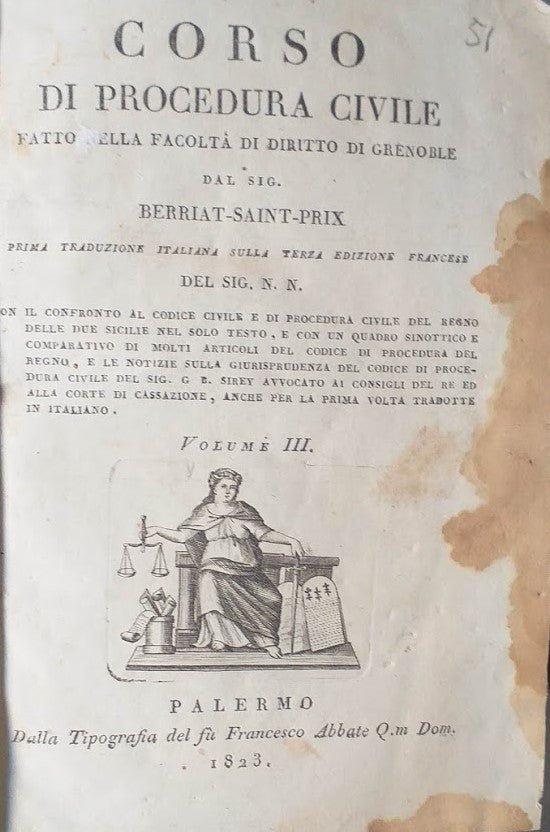 51
CORSO
DI PROCEDURA CIVILE
FATTO ELLA FACOLTÀ DI DIRITTO DI GRENOBLE
DAL SIG.
BERRIAT-SAINT-PRIX
PRIMA TRADUZIONE ITALIANA SULLA TERZA EDIZIONE FRANCESE
DEL SIG. N. N.
ON IL CONFRONTO AL CODICE CIVILE E DI PROCEDURA CIVILE DEL REGNO
DELLE DUE SICILIE NEL SOLO TESTO, E CON UN QUADRO SINOTTICO E
COMPARATIVO DI MOLTI ARTICOLI DEL CODICE DI PROCEDURA DEL
REGNO, E LE NOTIZIE SULLA GIURISPRUDENZA DEL CODICE DI PROCE-
DURA CIVILE DEL SIG. G B. SIREY AVVOCATO AI CONSIGLI DEL RE ED
ALLA CORTE DI CASSAZIONE, ANCHE PER LA PRIMA VOLTA TRADOTTE
IN ITALIANO.
VOLUME III.
PALERMO
Dalla Tipografia del fù Francesco Abbate Q.m Dom.
1823.